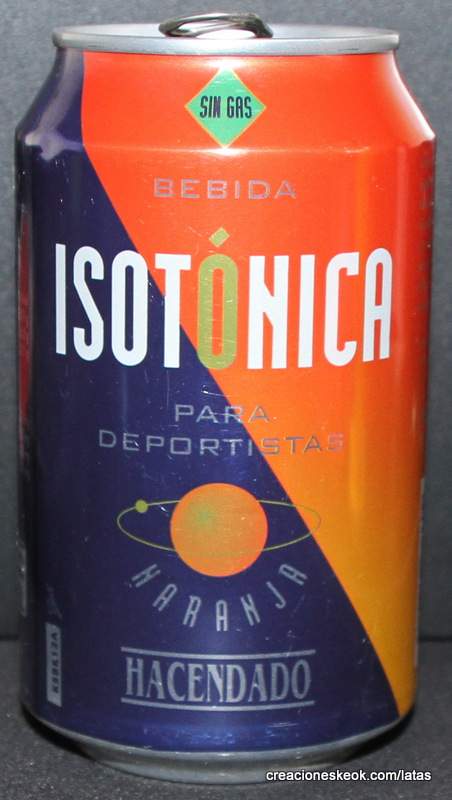 SIN GAS
BEBIDA
ISOTÓNICA
PARA
DEPORTISTAS
NARANJA
HACENDADO
creacioneskeok.com/latas